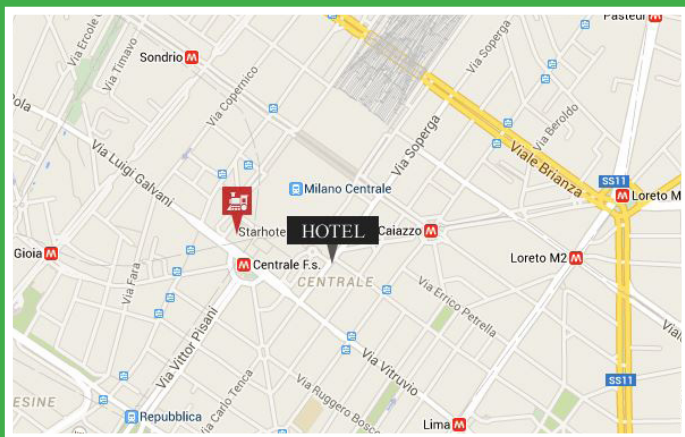 Pasteur
Via Ercole
Via Timavo
Sondrio M
Via Copernico
Via Soperga
Via Beroldo
Viale Brianza
Pola
Via Luigi Galvani
Via Soperga
Milano Centrale
SS11
Loreto M
Starhote
HOTEL
Caiazzo M
Gioia M
M Centrale F.s.
CENTRALE
Loreto M2 M
Via Fara
Via Errico Petrella
Via Vittor Pisani
Via Vitruvio
Via
SS11
Via Carlo Tenca
Via Ruggero Bosco
ESINE
Repubblica
Lima M